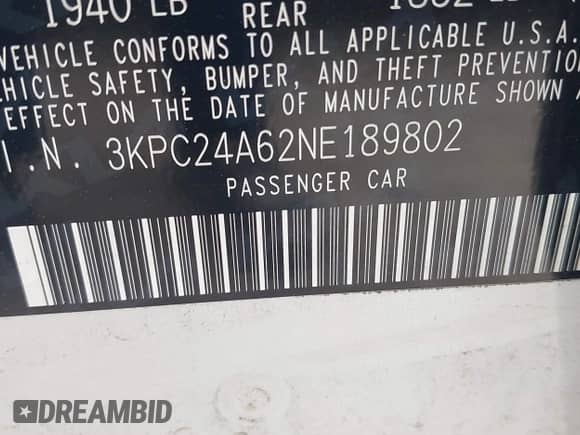 1940 LB REAR
VEHICLE CONFORMS TO ALL APPLICABLE U.S.A.
VEHICLE SAFETY, BUMPER, AND THEFT PREVENTION
EFFECT ON THE DATE OF MANUFACTURE SHOWN
I.N. 3KPC24A62NE189802
PASSENGER CAR
DREAMBID